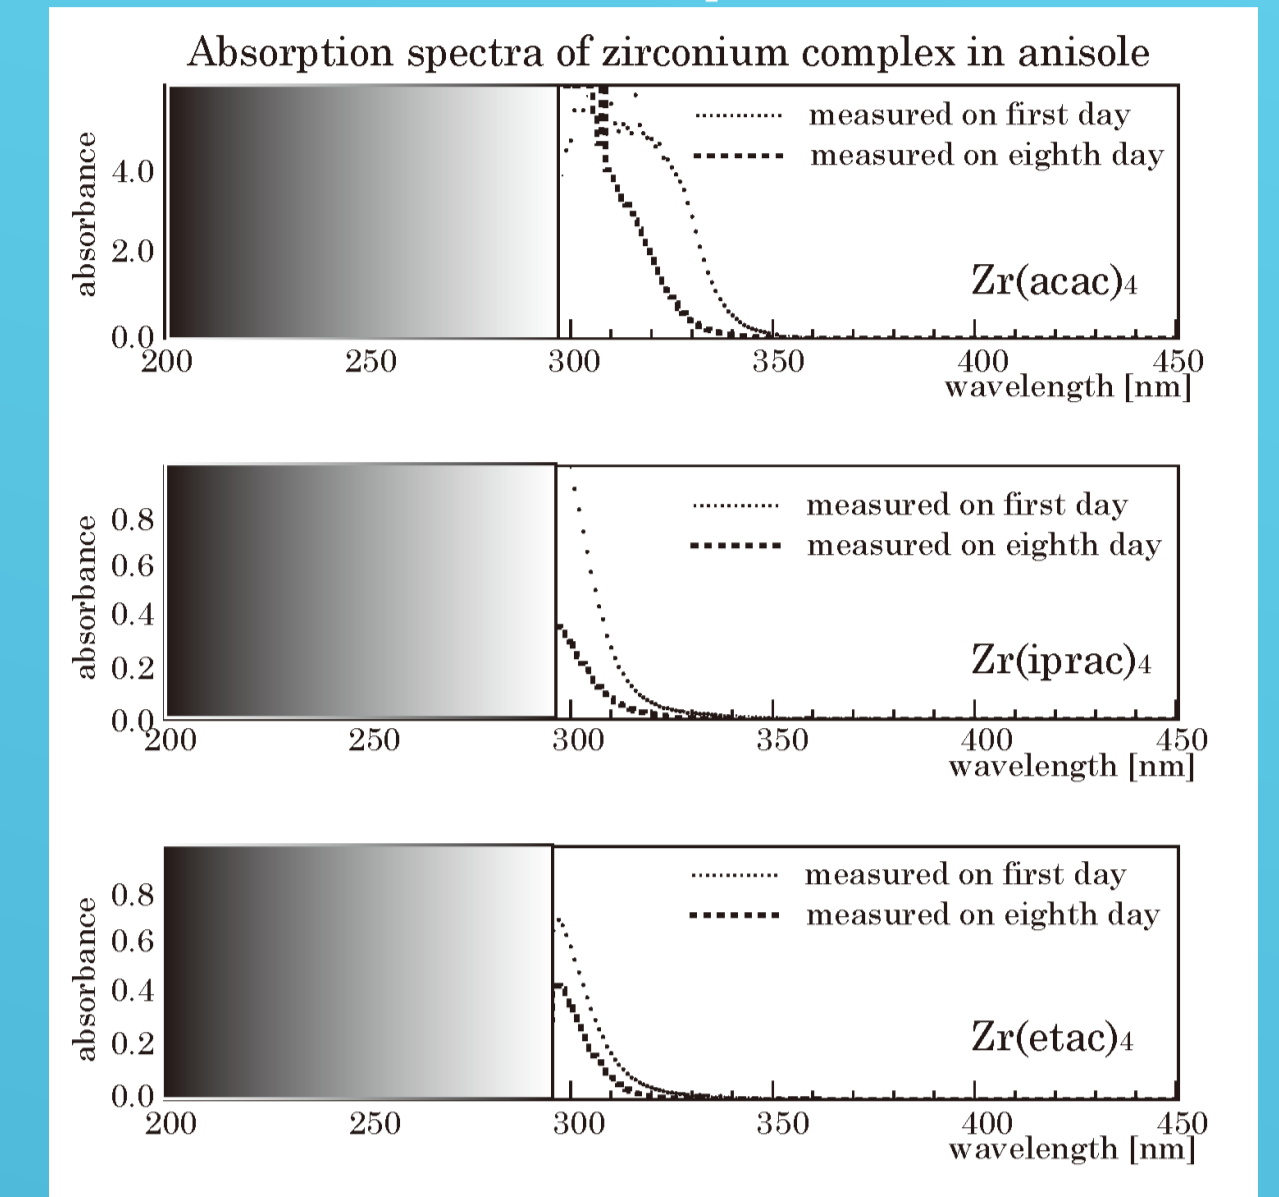 Absorption spectra of zirconium complex in anisole
measured on first day
measured on eighth day
absorbance
4.0
2.0
0.0
Zr(acac)4
200 250 300 350 400 450
wavelength [nm]
measured on first day
measured on eighth day
absorbance
0.8
0.6
0.4
0.2
0.0
Zr(iprac)4
200 250 300 350 400 450
wavelength [nm]
measured on first day
measured on eighth day
absorbance
0.8
0.6
0.4
0.2
0.0
Zr(etac)4
200 250 300 350 400 450
wavelength [nm]